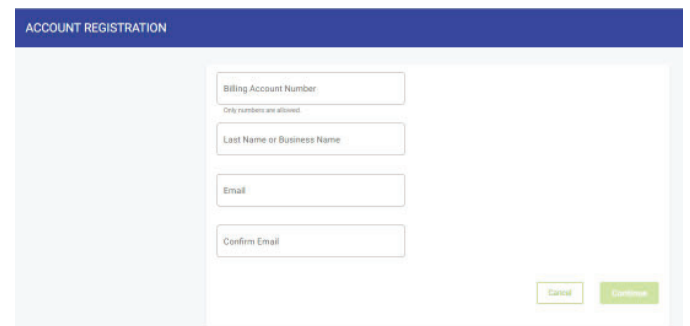 ACCOUNT REGISTRATION
Billing Account Number
Only numbers are allowed.
Last Name or Business Name
Email
Confirm Email
Cancel
Continue